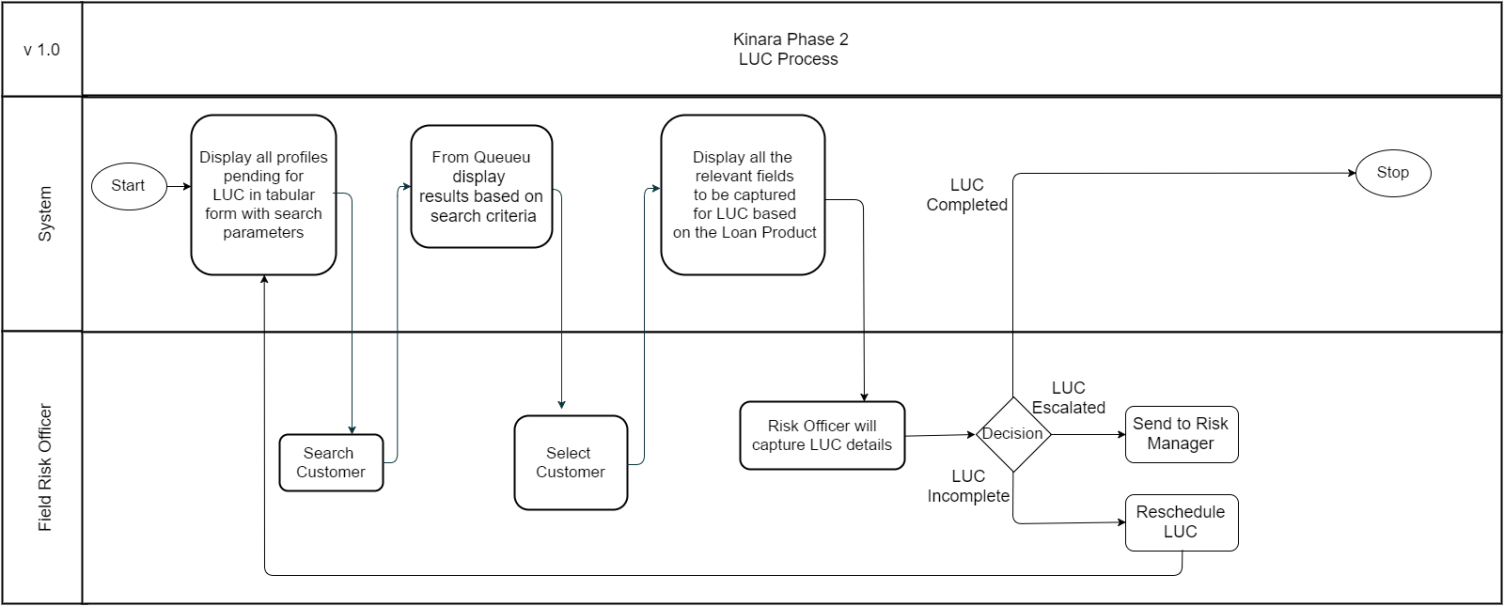 v 1.0
Kinara Phase 2
LUC Process
System
Start
Display all profiles
pending for
LUC in tabular
form with search
parameters
From Queueu
display
results based on
search criteria
Display all the
relevant fields
to be captured
for LUC based
on the Loan Product
LUC
Completed
Stop
Field Risk Officer
Search
Customer
Select
Customer
Risk Officer will
capture LUC details
Decision
LUC
Escalated
Send to Risk
Manager
LUC
Incomplete
Reschedule
LUC